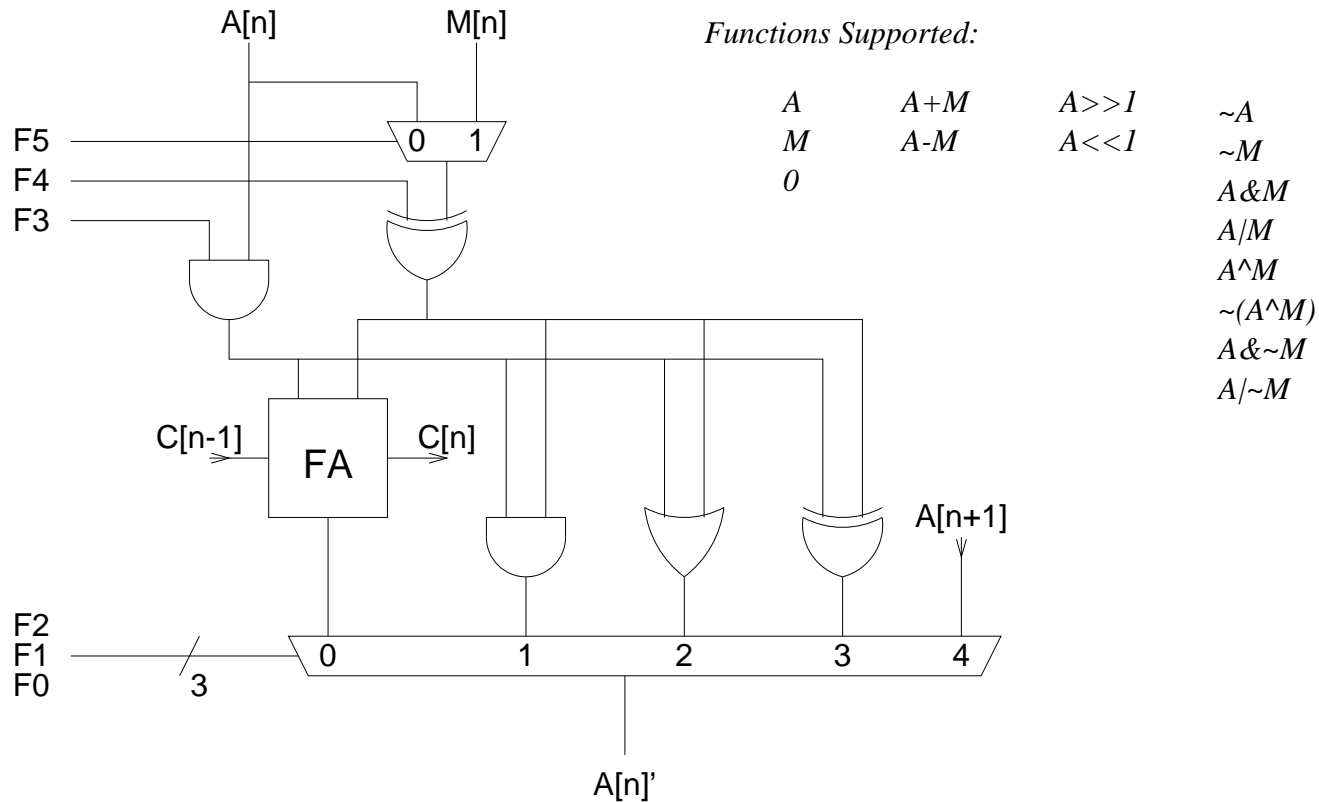 A[n] M[n]
Functions Supported:
A A+M A>>1 ~A
M A-M A<<1 ~M
0
A&M
A|M
A^M
~(A^M)
A&~M
A|~M
F5
0 1
F4
F3
C[n-1]
FA
C[n]
A[n+1]
F2
F1
F0
3
0 1 2 3 4
A[n]'